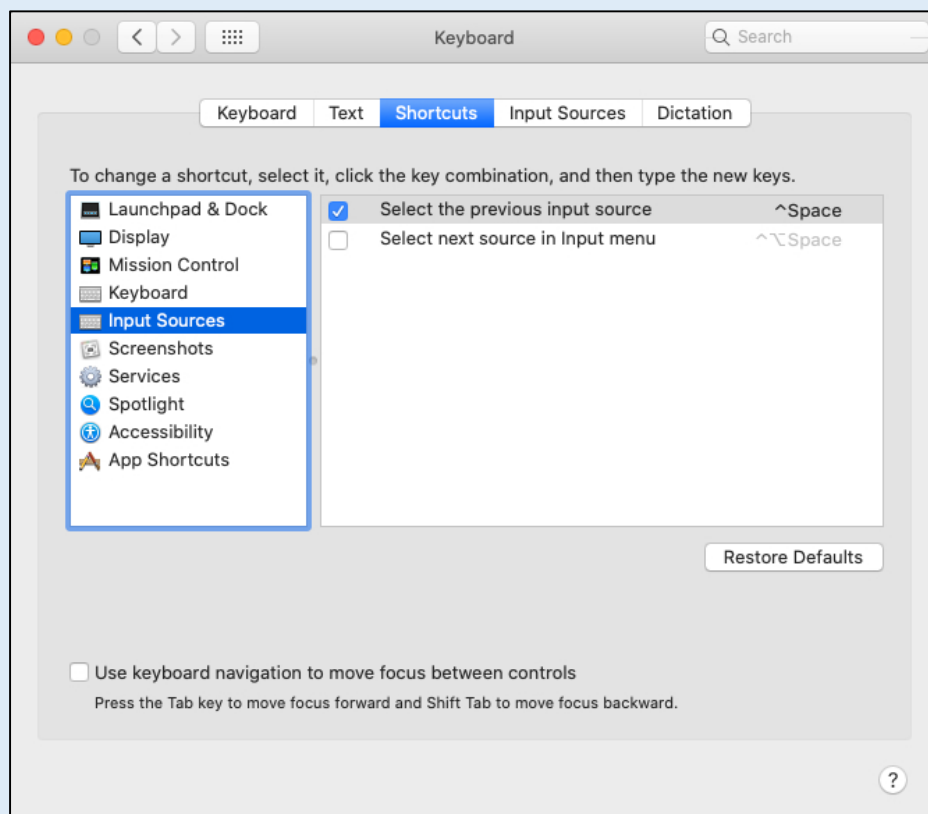 Keyboard
Search
Keyboard Text Shortcuts Input Sources Dictation
To change a shortcut, select it, click the key combination, and then type the new keys.
Launchpad & Dock
Display
Mission Control
Keyboard
Input Sources
Screenshots
Services
Spotlight
Accessibility
App Shortcuts
Select the previous input source ^Space
Select next source in Input menu ^⌥Space
Restore Defaults
Use keyboard navigation to move focus between controls
Press the Tab key to move focus forward and Shift Tab to move focus backward.
?